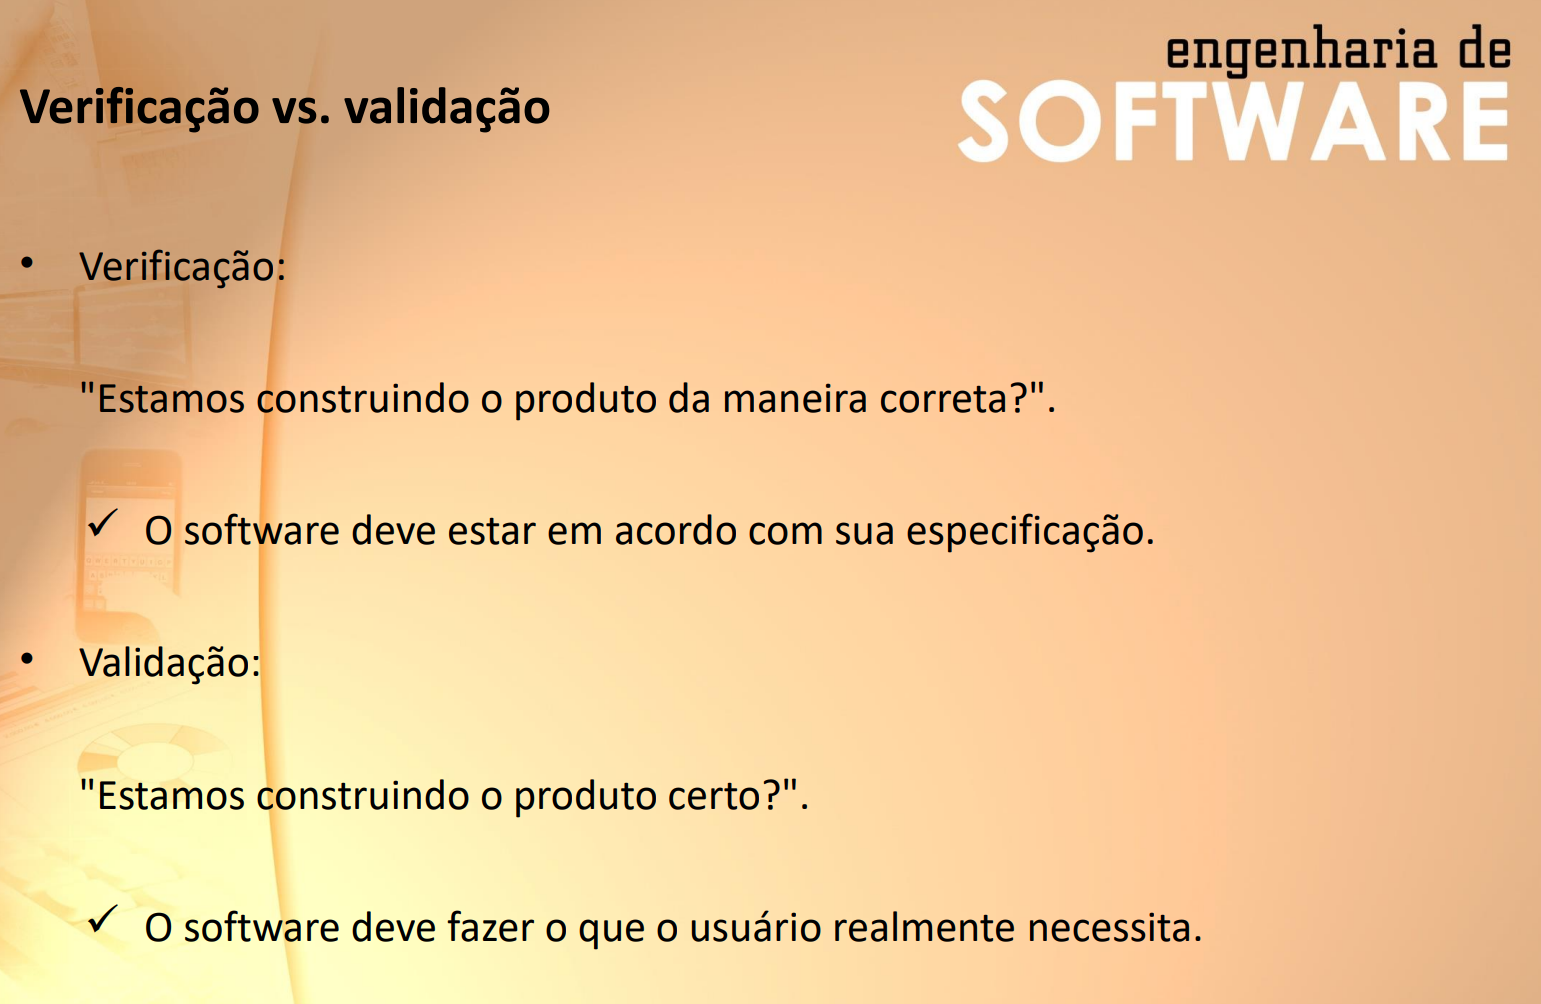 engenharia de
SOFTWARE
Verificação vs. validação
• Verificação:
"Estamos construindo o produto da maneira correta?".
✓ O software deve estar em acordo com sua especificação.
• Validação:
"Estamos construindo o produto certo?".
✓ O software deve fazer o que o usuário realmente necessita.